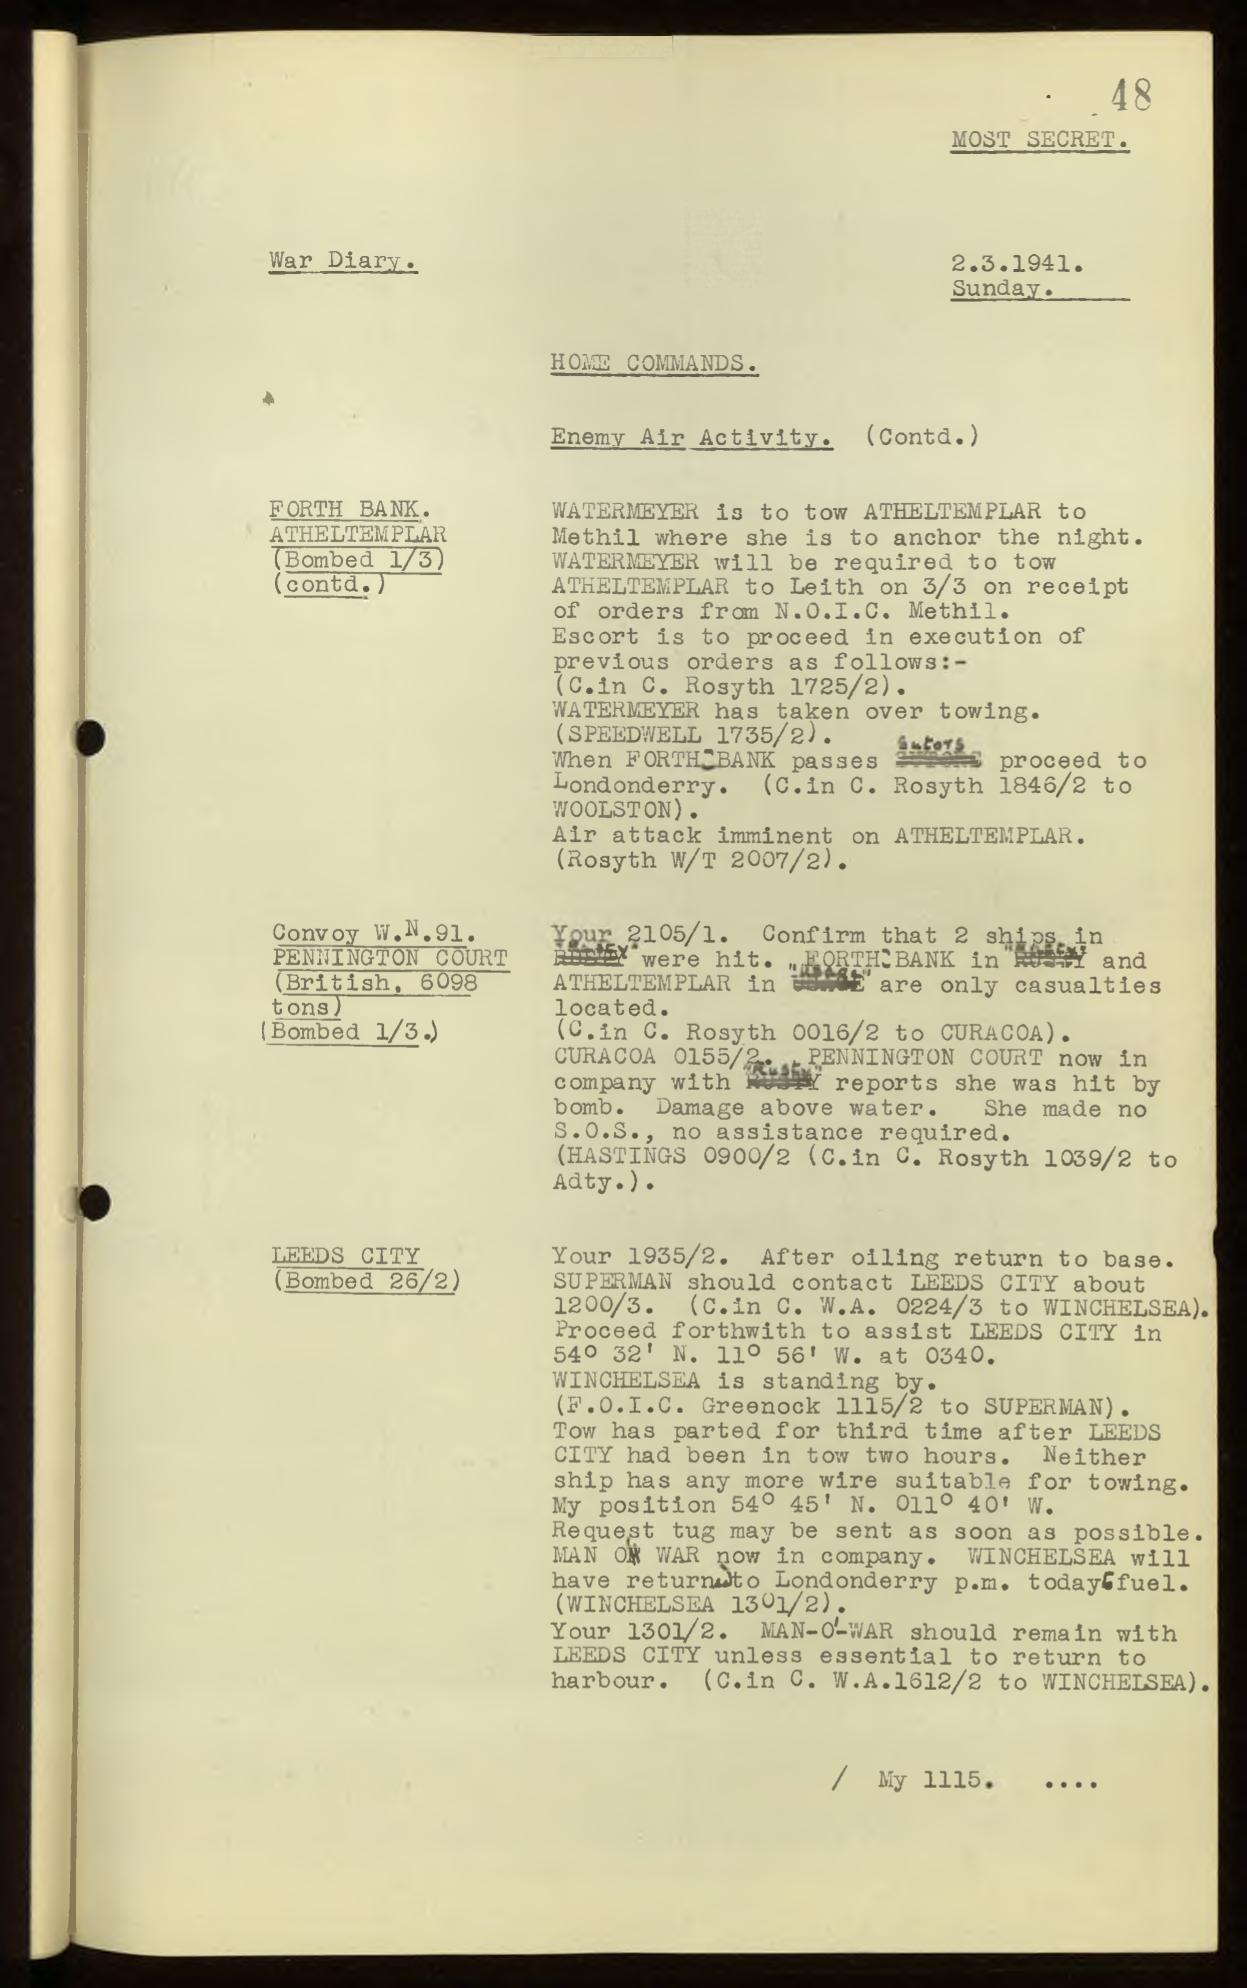 48
MOST SECRET.
War Diary.
2.3.1941.
Sunday.
HOME COMMANDS.
Enemy Air Activity. (Contd.)
FORTH BANK.
ATHELTEMPLAR
(Bombed 1/3)
(contd.)
WATERMEYER is to tow ATHELTEMPLAR to
Methil where she is to anchor the night.
WATERMEYER will be required to tow
ATHELTEMPLAR to Leith on 3/3 on receipt
of orders from N.O.I.C. Methil.
Escort is to proceed in execution of
previous orders as follows:-
(C.in C. Rosyth 1725/2).
WATERMEYER has taken over towing.
(SPEEDWELL 1735/2).
When FORTH BANK passes Sutors proceed to
Londonderry. (C.in C. Rosyth 1846/2 to
WOOLSTON).
Air attack imminent on ATHELTEMPLAR.
(Rosyth W/T 2007/2).
Convoy W.N.91.
PENNINGTON COURT
(British, 6098
tons)
(Bombed 1/3.)
Your 2105/1. Confirm that 2 ships in
were hit. FORTH BANK in "Rusty" and
ATHELTEMPLAR in are only casualties
located.
(C.in C. Rosyth 0016/2 to CURACOA).
CURACOA 0155/2. PENNINGTON COURT now in
company with "Rusty" reports she was hit by
bomb. Damage above water. She made no
S.O.S., no assistance required.
(HASTINGS 0900/2 (C.in C. Rosyth 1039/2 to
Adty.).
LEEDS CITY
(Bombed 26/2)
Your 1935/2. After oiling return to base.
SUPERMAN should contact LEEDS CITY about
1200/3. (C.in C. W.A. 0224/3 to WINCHELSEA).
Proceed forthwith to assist LEEDS CITY in
54° 32' N. 11° 56' W. at 0340.
WINCHELSEA is standing by.
(F.O.I.C. Greenock 1115/2 to SUPERMAN).
Tow has parted for third time after LEEDS
CITY had been in tow two hours. Neither
ship has any more wire suitable for towing.
My position 54° 45' N. 011° 40' W.
Request tug may be sent as soon as possible.
MAN OR WAR now in company. WINCHELSEA will
have return to Londonderry p.m. today fuel.
(WINCHELSEA 1301/2).
Your 1301/2. MAN-O'-WAR should remain with
LEEDS CITY unless essential to return to
harbour. (C.in C. W.A.1612/2 to WINCHELSEA).
/ My 1115. ....